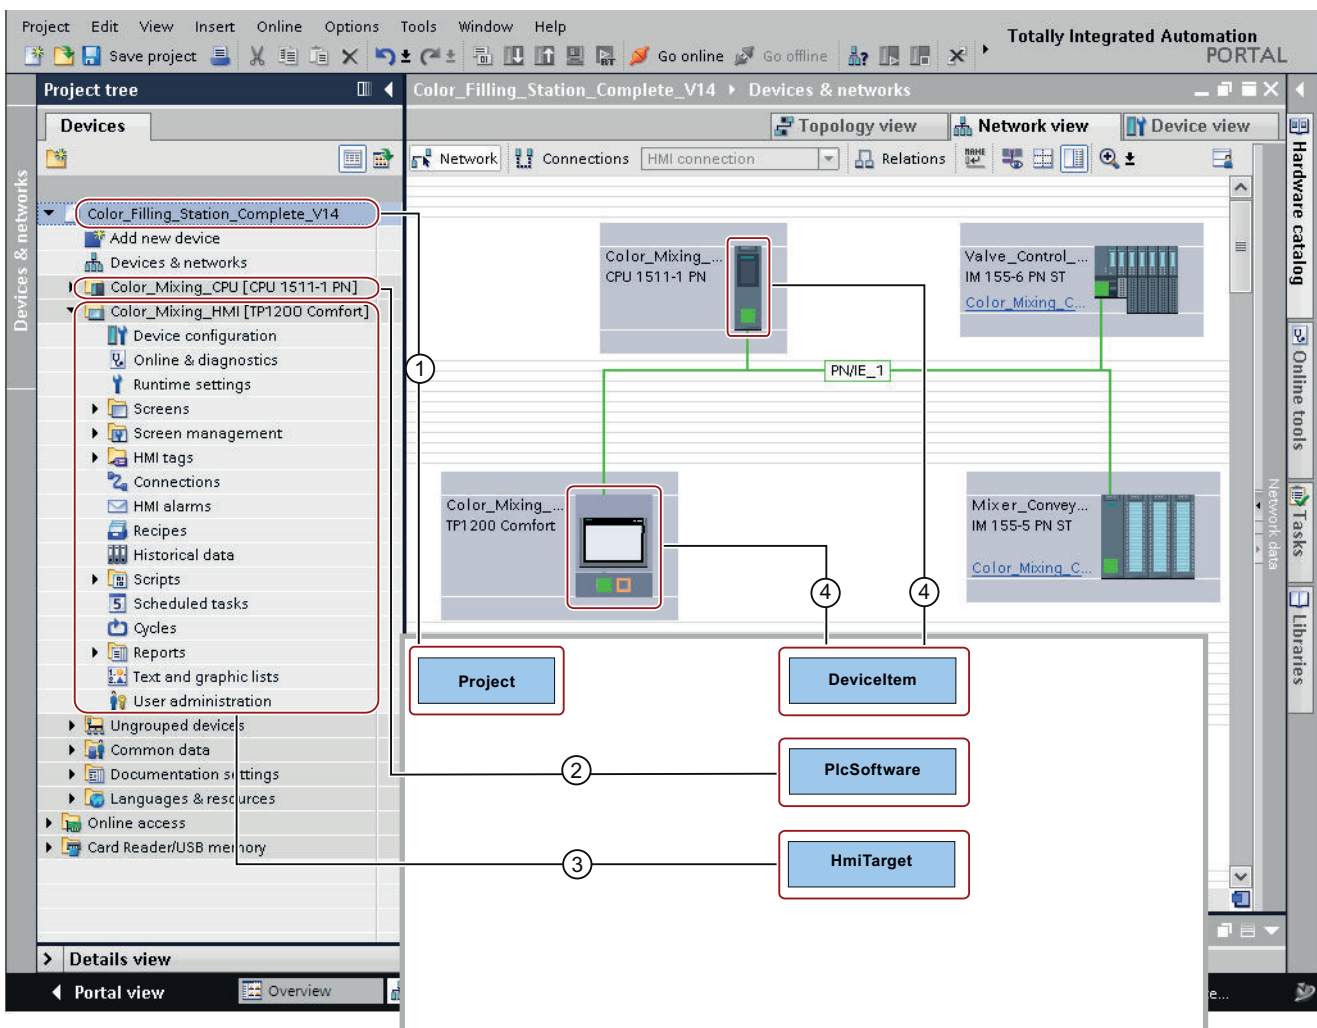 Project Edit View Insert Online Options Tools Window Help
Totally Integrated Automation
PORTAL
Save project
Go online
Go offline
Project tree
Color_Filling_Station_Complete_V14
Devices & networks
Devices
Topology view
Network view
Device view
Network
Connections
HMI connection
Relations
Devices & networks
Color_Filling_Station_Complete_V14
Add new device
Devices & networks
Color_Mixing_CPU [CPU 1511-1 PN]
Color_Mixing_HMI [TP1200 Comfort]
Device configuration
Online & diagnostics
Runtime settings
Screens
Screen management
HMI tags
Connections
HMI alarms
Recipes
Historical data
Scripts
Scheduled tasks
Cycles
Reports
Text and graphic lists
User administration
Ungrouped devices
Common data
Documentation settings
Languages & resources
Online access
Card Reader/USB memory
Details view
Portal view
Overview
Color_Mixing_...
CPU 1511-1 PN
Valve_Control_...
IM 155-6 PN ST
Color_Mixing_C...
PN/IE_1
Color_Mixing_...
TP1200 Comfort
Mixer_Convey...
IM 155-5 PN ST
Color_Mixing_C...
1
4
4
2
3
Project
DeviceItem
PlcSoftware
HmiTarget
Network data
Hardware catalog
Online tools
Tasks
Libraries